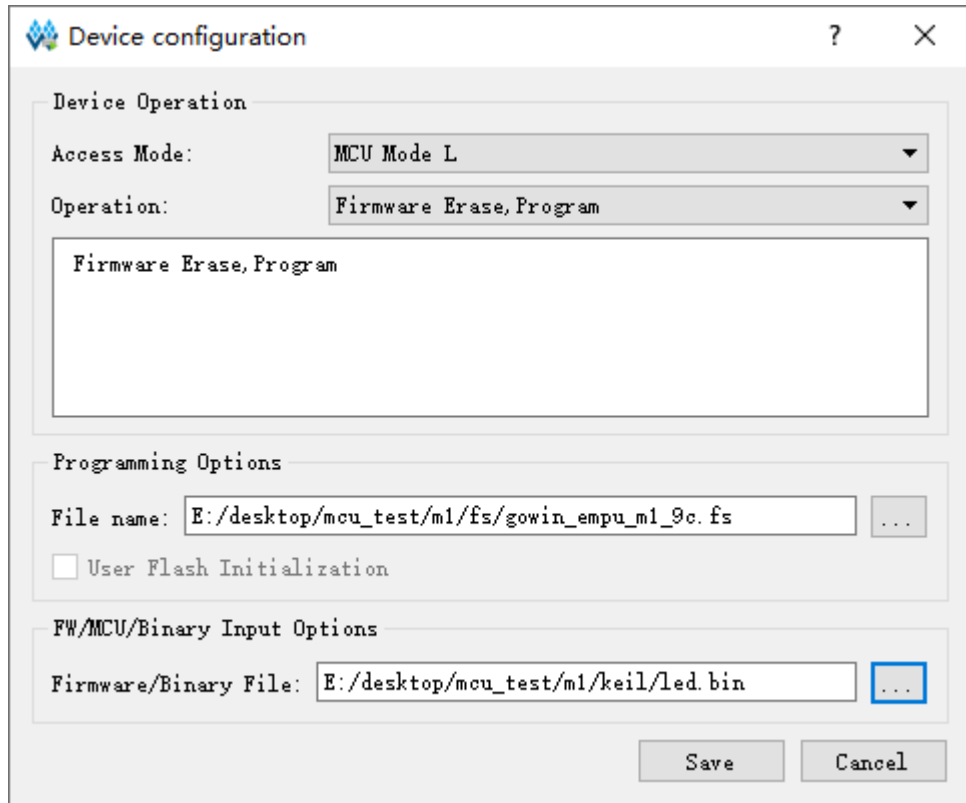 Device configuration
Device Operation
Access Mode: MCU Mode L
Operation: Firmware Erase,Program
Firmware Erase,Program
Programming Options
File name: E:/desktop/mcu_test/m1/fs/gowin_empu_m1_9c.fs ...
User Flash Initialization
FW/MCU/Binary Input Options
Firmware/Binary File: E:/desktop/mcu_test/m1/keil/led.bin ...
Save Cancel